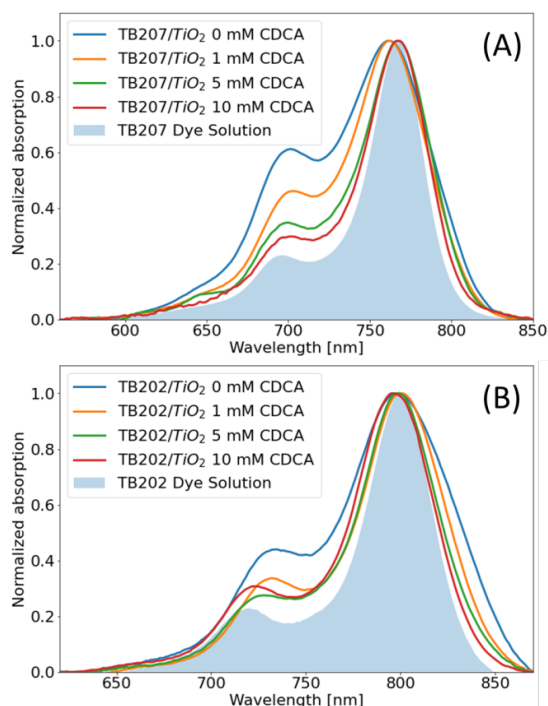 (A)
TB207/TiO₂ 0 mM CDCA
TB207/TiO₂ 1 mM CDCA
TB207/TiO₂ 5 mM CDCA
TB207/TiO₂ 10 mM CDCA
TB207 Dye Solution
Normalized absorption
1.0
0.8
0.6
0.4
0.2
0.0
600
650
700
750
800
850
Wavelength [nm]
(B)
TB202/TiO₂ 0 mM CDCA
TB202/TiO₂ 1 mM CDCA
TB202/TiO₂ 5 mM CDCA
TB202/TiO₂ 10 mM CDCA
TB202 Dye Solution
Normalized absorption
1.0
0.8
0.6
0.4
0.2
0.0
650
700
750
800
850
Wavelength [nm]